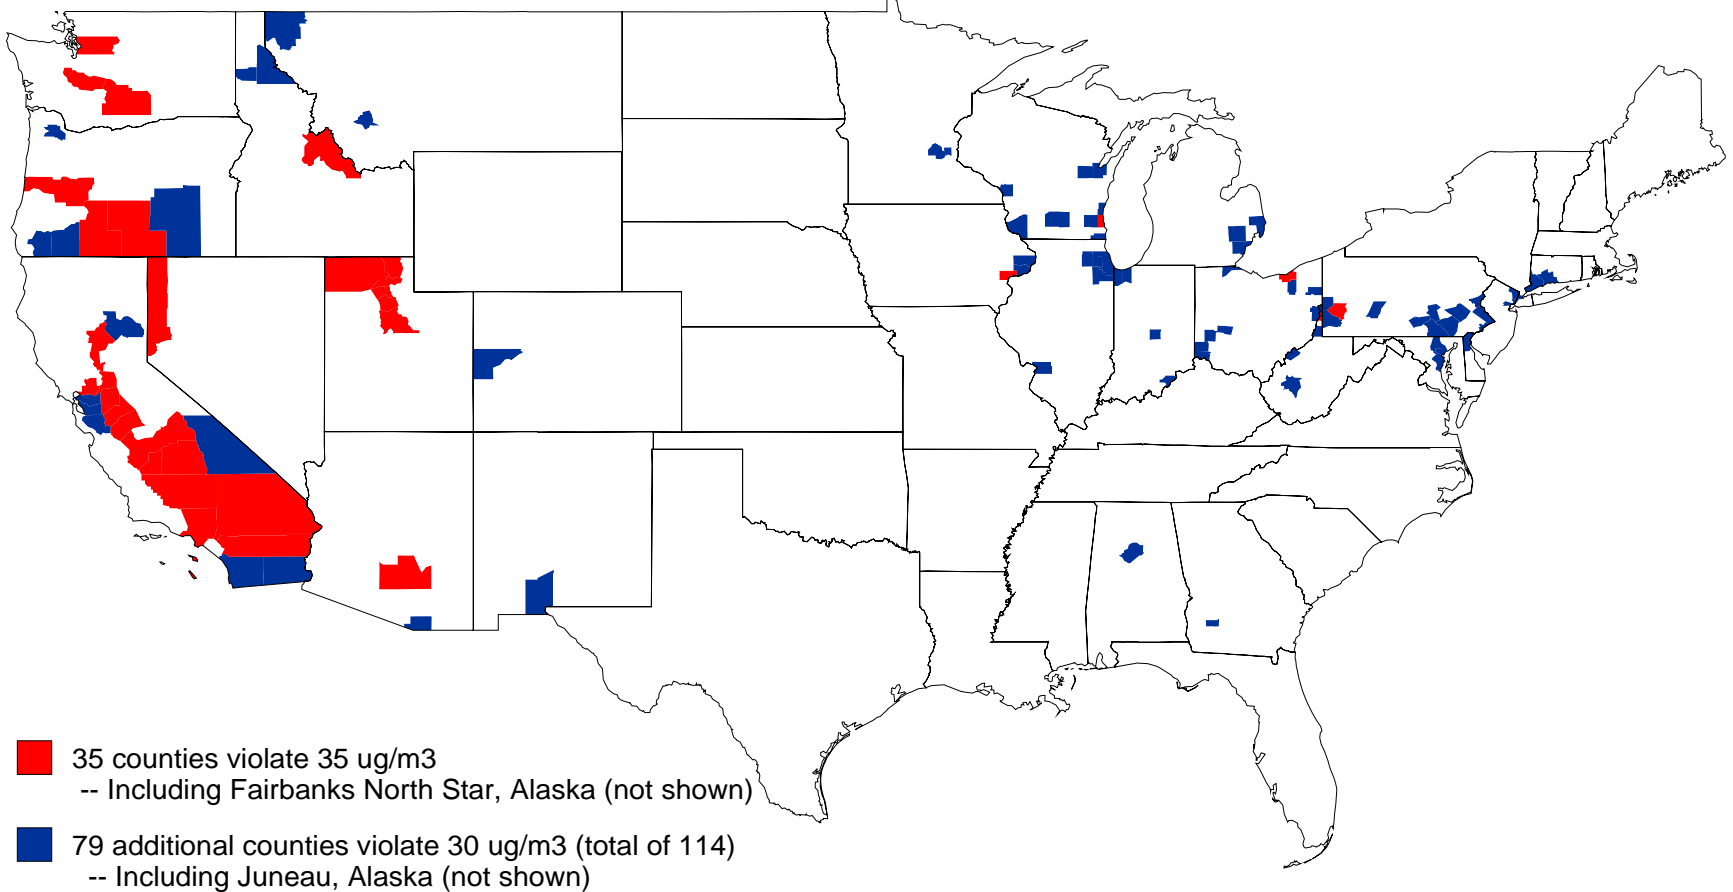 35 counties violate 35 ug/m3
-- Including Fairbanks North Star, Alaska (not shown)
79 additional counties violate 30 ug/m3 (total of 114)
-- Including Juneau, Alaska (not shown)